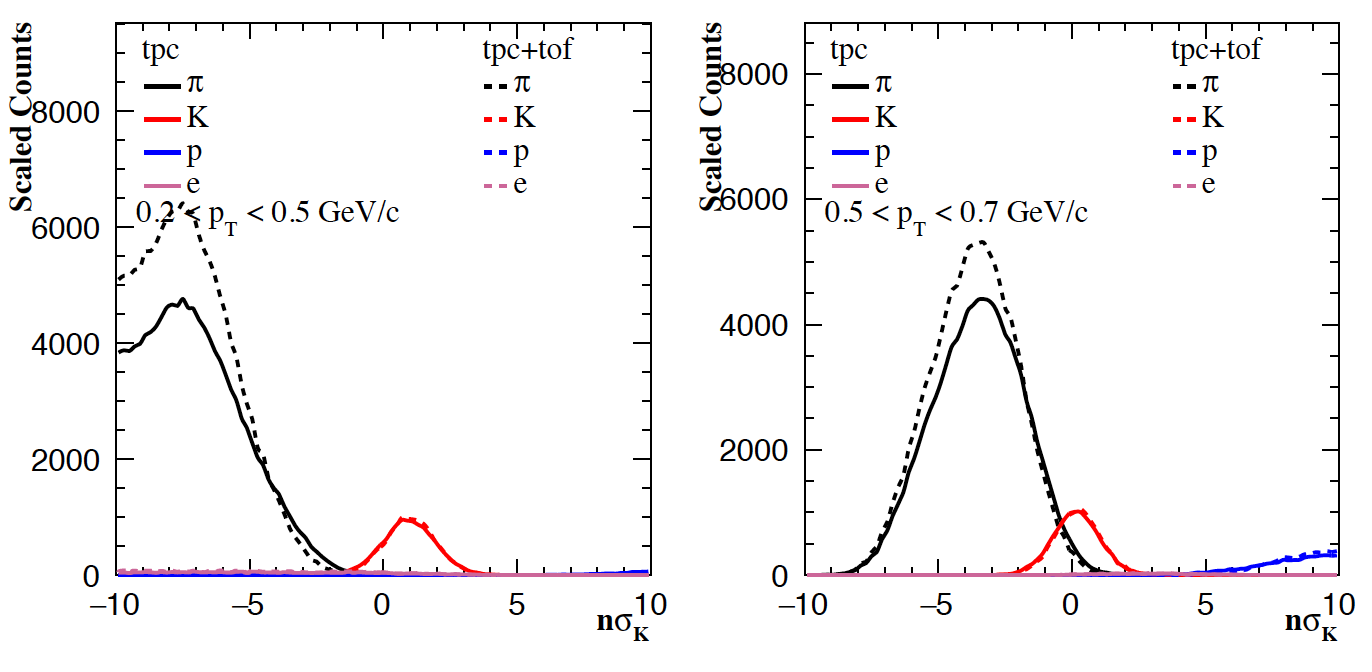 Scaled Counts
tpc
π
K
p
e
tpc+tof
π
K
p
e
0.2 < pT < 0.5 GeV/c
8000
6000
4000
2000
0
−10 −5 0 5 10
nσK
Scaled Counts
tpc
π
K
p
e
tpc+tof
π
K
p
e
0.5 < pT < 0.7 GeV/c
8000
6000
4000
2000
0
−10 −5 0 5 10
nσK